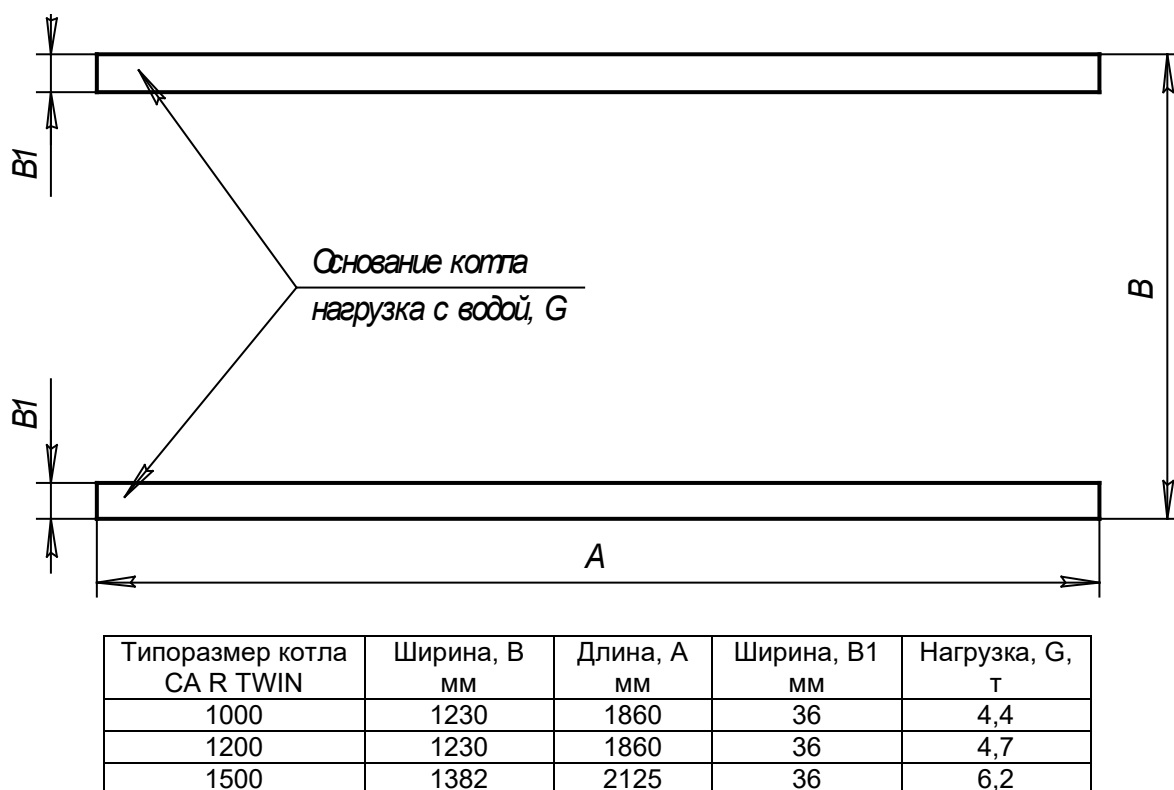 B1
Основание котла
нагрузка с водой, G
B
B1
A
Типоразмер котла CA R TWIN Ширина, B мм Длина, A мм Ширина, B1 мм Нагрузка, G, т
1000 1230 1860 36 4,4
1200 1230 1860 36 4,7
1500 1382 2125 36 6,2